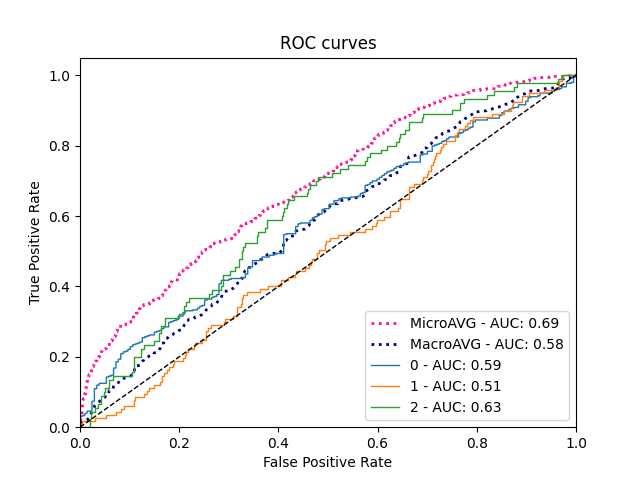 ROC curves
True Positive Rate
1.0
0.8
0.6
0.4
0.2
0.0
MicroAVG - AUC: 0.69
MacroAVG - AUC: 0.58
0 - AUC: 0.59
1 - AUC: 0.51
2 - AUC: 0.63
0.0 0.2 0.4 0.6 0.8 1.0
False Positive Rate